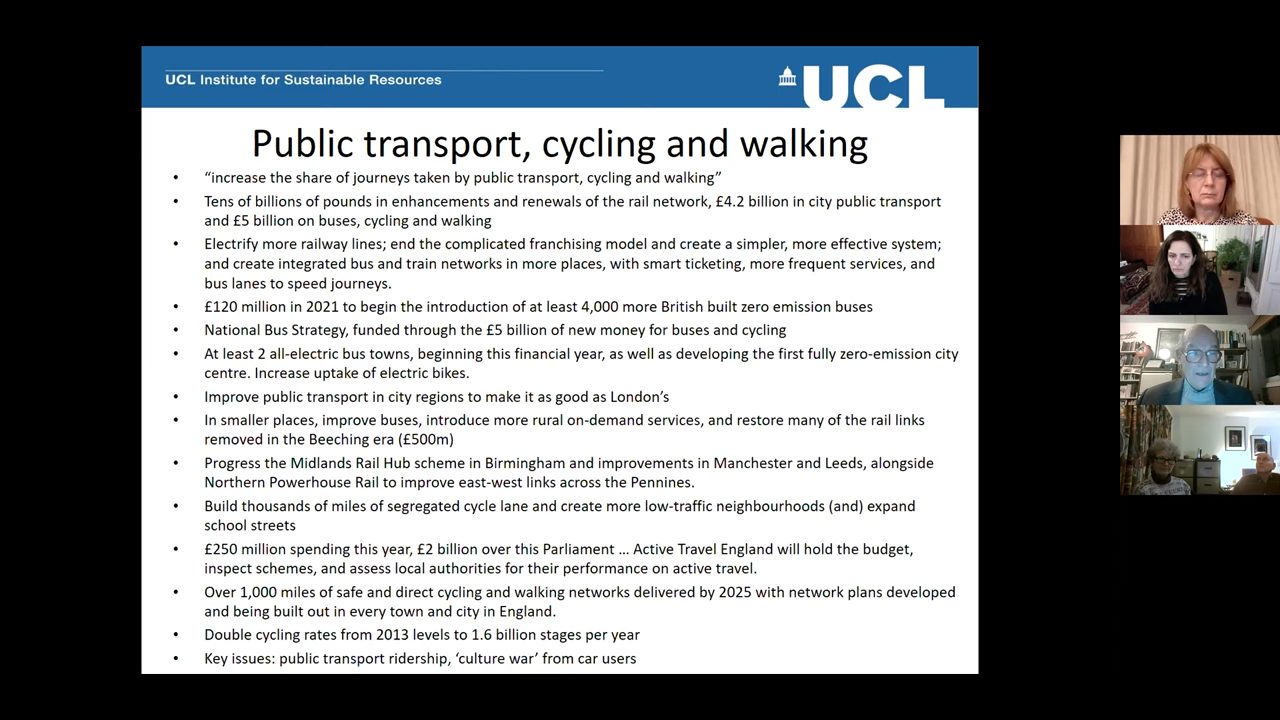 UCL Institute for Sustainable Resources
UCL
Public transport, cycling and walking
• “increase the share of journeys taken by public transport, cycling and walking”
• Tens of billions of pounds in enhancements and renewals of the rail network, £4.2 billion in city public transport
and £5 billion on buses, cycling and walking
• Electrify more railway lines; end the complicated franchising model and create a simpler, more effective system;
and create integrated bus and train networks in more places, with smart ticketing, more frequent services, and
bus lanes to speed journeys.
• £120 million in 2021 to begin the introduction of at least 4,000 more British built zero emission buses
• National Bus Strategy, funded through the £5 billion of new money for buses and cycling
• At least 2 all-electric bus towns, beginning this financial year, as well as developing the first fully zero-emission city
centre. Increase uptake of electric bikes.
• Improve public transport in city regions to make it as good as London’s
• In smaller places, improve buses, introduce more rural on-demand services, and restore many of the rail links
removed in the Beeching era (£500m)
• Progress the Midlands Rail Hub scheme in Birmingham and improvements in Manchester and Leeds, alongside
Northern Powerhouse Rail to improve east-west links across the Pennines.
• Build thousands of miles of segregated cycle lane and create more low-traffic neighbourhoods (and) expand
school streets
• £250 million spending this year, £2 billion over this Parliament … Active Travel England will hold the budget,
inspect schemes, and assess local authorities for their performance on active travel.
• Over 1,000 miles of safe and direct cycling and walking networks delivered by 2025 with network plans developed
and being built out in every town and city in England.
• Double cycling rates from 2013 levels to 1.6 billion stages per year
• Key issues: public transport ridership, ‘culture war’ from car users